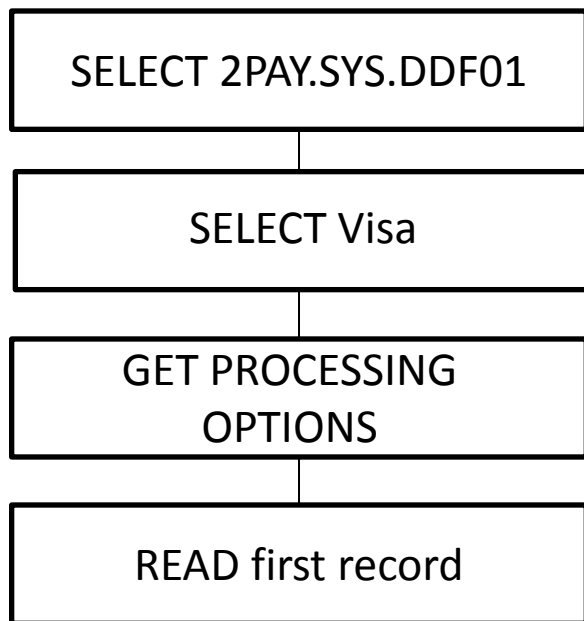 SELECT 2PAY.SYS.DDF01
SELECT Visa
GET PROCESSING
OPTIONS
READ first record